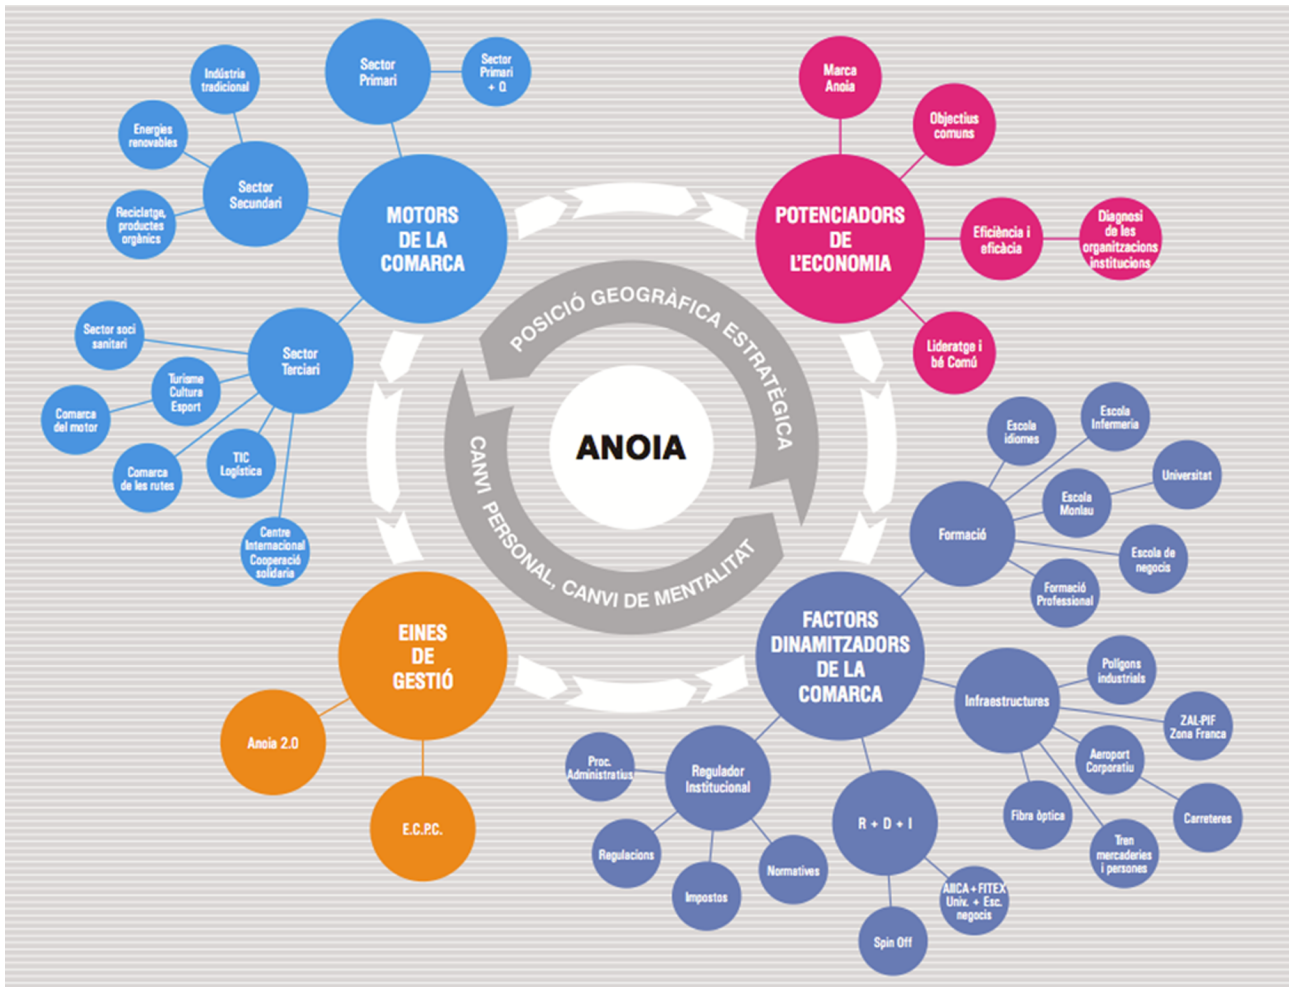 MOTORS
DE LA
COMARCA
Sector
Primari
Sector
Primari
+ Q
Indústria
tradicional
Energies
renovables
Reciclatge,
productes
orgànics
Sector
Secundari
Sector
Terciari
Sector soci
sanitari
Turisme
Cultura
Esport
Comarca
del motor
Comarca
de les rutes
TIC
Logística
Centre
Internacional
Cooperació
solidaria
POTENCIADORS
DE
L'ECONOMIA
Marca
Anoia
Objectius
comuns
Eficiència i
eficàcia
Diagnosi
de les
organitzacions
institucions
Lideratge i
bé Comú
POSICIÓ GEOGRÀFICA ESTRATÈGICA
ANOIA
CANVI PERSONAL, CANVI DE MENTALITAT
EINES
DE
GESTIÓ
Anoia 2.0
E.C.P.C.
FACTORS
DINAMITZADORS
DE LA
COMARCA
Formació
Escola
idiomes
Escola
Infermeria
Escola
Monlau
Universitat
Escola de
negocis
Formació
Professional
Infraestructures
Polígons
industrials
ZAL-PIF
Zona Franca
Aeroport
Corporatiu
Carreteres
Tren
mercaderies
i persones
Fibra òptica
Regulador
Institucional
Proc.
Administratius
Regulacions
Impostos
Normatives
R + D + I
AIICA + FITEX
Univ. + Esc.
negocis
Spin Off